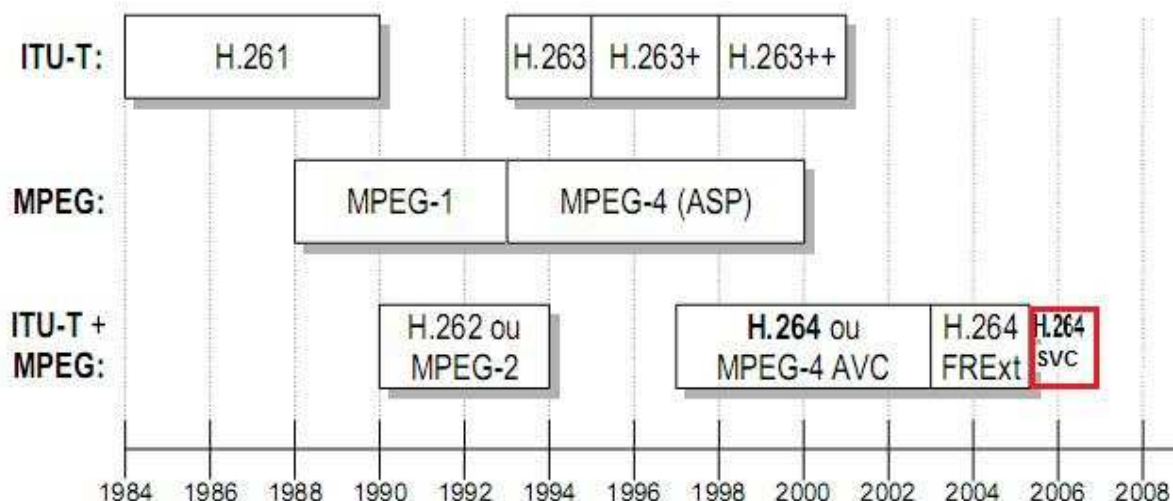 ITU-T:
H.261
H.263
H.263+
H.263++
MPEG:
MPEG-1
MPEG-4 (ASP)
ITU-T +
MPEG:
H.262 ou
MPEG-2
H.264 ou
MPEG-4 AVC
H.264
FRExt
H.264
SVC
1984 1986 1988 1990 1992 1994 1996 1998 2000 2002 2004 2006 2008